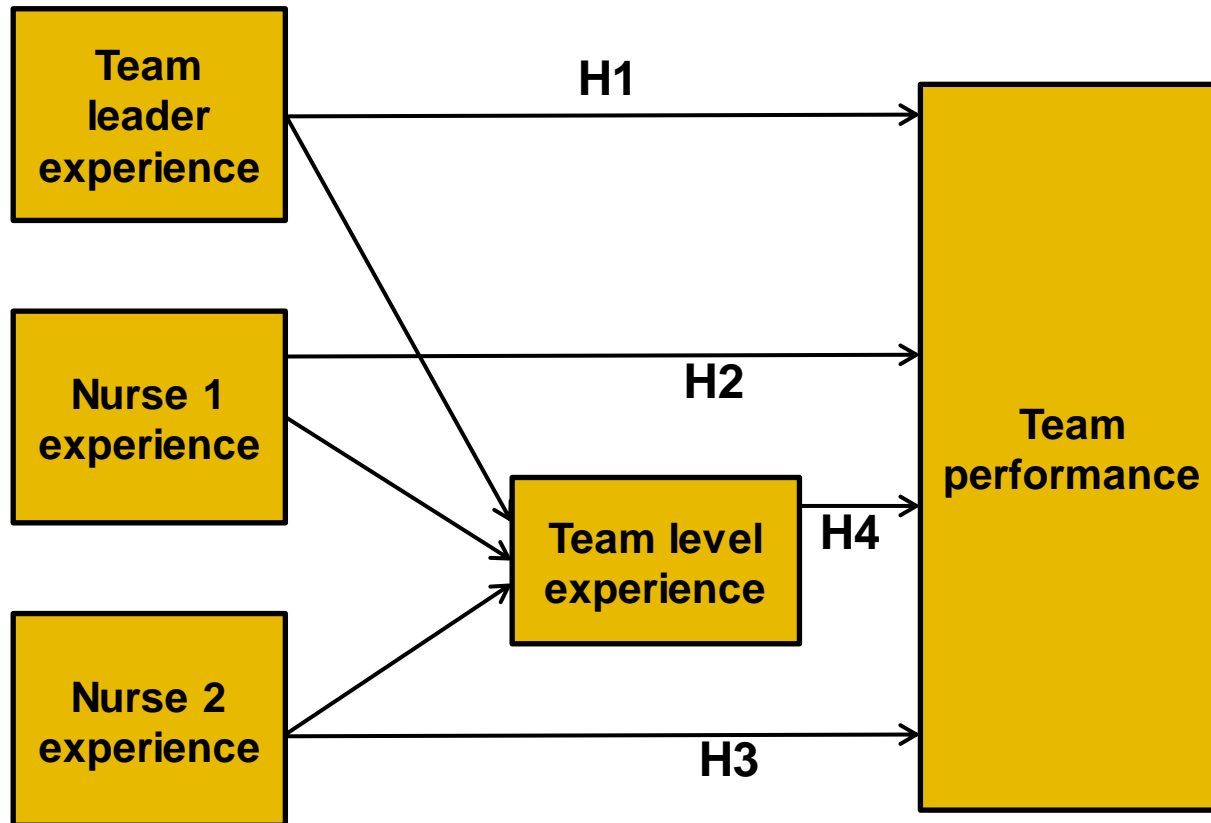 Team
leader
experience
H1
Nurse 1
experience
H2
Team level
experience
H4
Team
performance
Nurse 2
experience
H3